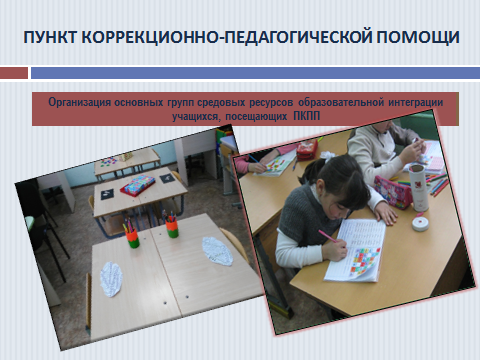 ПУНКТ КОРРЕКЦИОННО-ПЕДАГОГИЧЕСКОЙ ПОМОЩИ
Организация основных групп средовых ресурсов образовательной интеграции
учащихся, посещающих ПКПП